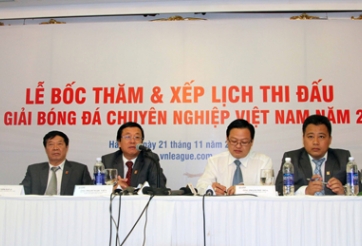 LỄ BỐC THĂM & XẾP LỊCH THI ĐẤU
GIẢI BÓNG ĐÁ CHUYÊN NGHIỆP VIỆT NAM NĂM 2
21 tháng 11 năm 2
vnleague.com